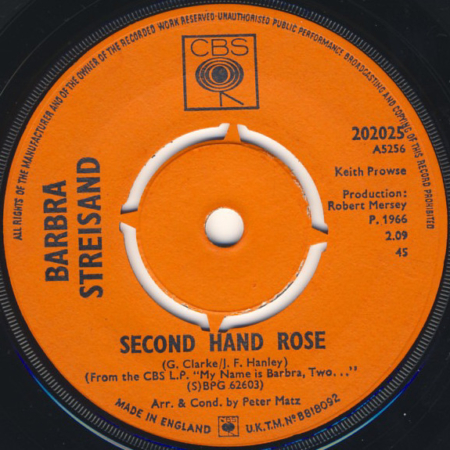 ALL RIGHTS OF THE MANUFACTURER AND OF THE OWNER OF THE RECORDED WORK RESERVED·UNAUTHORISED PUBLIC PERFORMANCE BROADCASTING AND COPYING OF THIS RECORD PROHIBITED
CBS
BARBRA
STREISAND
202025
AS256
Keith Prowse
Production:
Robert Mersey
P. 1966
2.09
45
SECOND HAND ROSE
(G. Clarke/J. F. Hanley)
(From the CBS L.P. "My Name is Barbra, Two. . ."
(S)BPG 62603)
Arr. & Cond. by Peter Matz
MADE IN ENGLAND
U.K.T.M. Nº 8818092